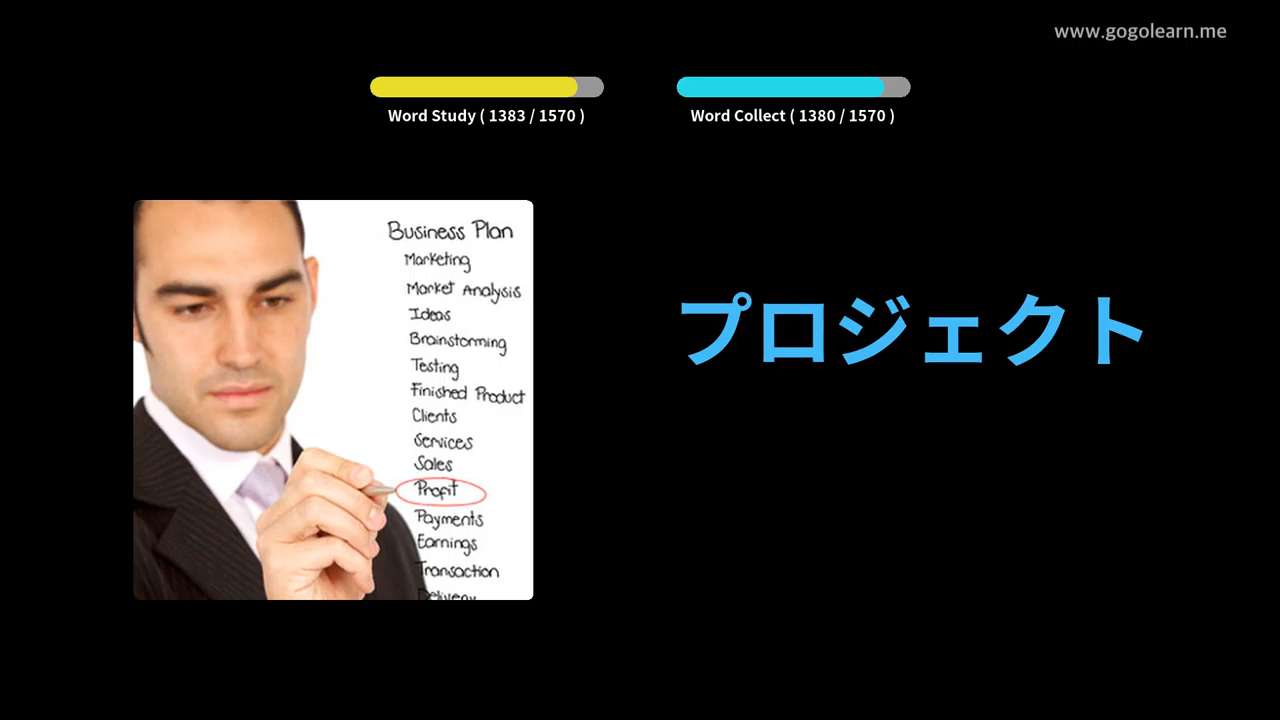 www.gogolearn.me
Word Study ( 1383 / 1570 )
Word Collect ( 1380 / 1570 )
Business Plan
Marketing
Market Analysis
Ideas
Brainstorming
Testing
Finished Product
Clients
Services
Sales
Profit
Payments
Earnings
Transaction
Delivery
プロジェクト